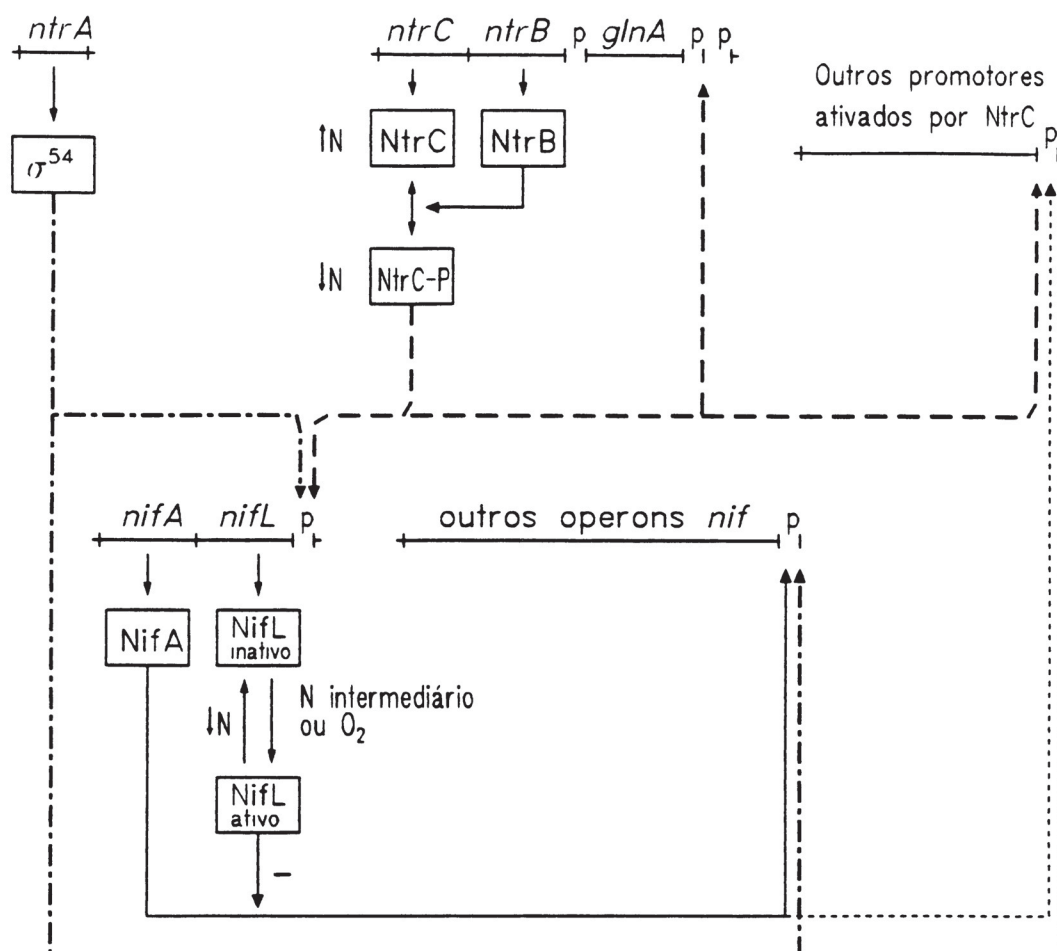 ntrA
ntrC ntrB p glnA p p
Outros promotores
ativados por NtrC
p
σ⁵⁴
↑N NtrC NtrB
↓N NtrC-P
nifA nifL p outros operons nif p
NifA
NifL
inativo
↓N
N intermediário
ou O₂
NifL
ativo
–